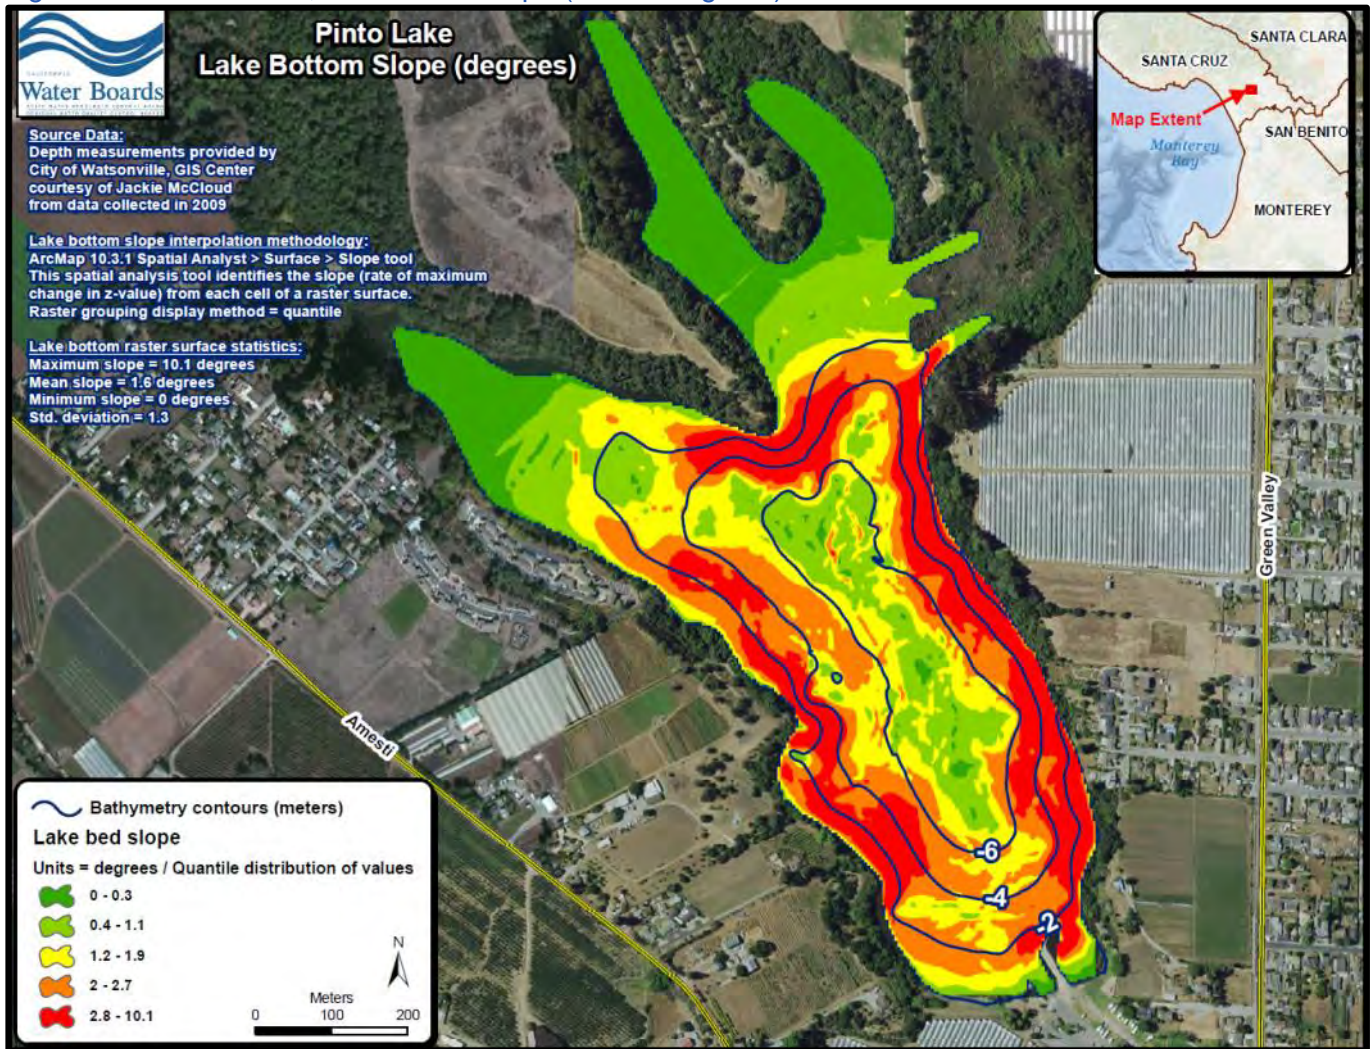 Pinto Lake
Lake Bottom Slope (degrees)
CALIFORNIA
Water Boards
Source Data:
Depth measurements provided by
City of Watsonville, GIS Center
courtesy of Jackie McCloud
from data collected in 2009
Lake bottom slope interpolation methodology:
ArcMap 10.3.1 Spatial Analyst > Surface > Slope tool
This spatial analysis tool identifies the slope (rate of maximum
change in z-value) from each cell of a raster surface.
Raster grouping display method = quantile
Lake bottom raster surface statistics:
Maximum slope = 10.1 degrees
Mean slope = 1.6 degrees
Minimum slope = 0 degrees
Std. deviation = 1.3
SANTA CLARA
SANTA CRUZ
Map Extent
SAN BENITO
Monterey
Bay
MONTEREY
Green Valley
Amesti
-6
-4
-2
Bathymetry contours (meters)
Lake bed slope
Units = degrees / Quantile distribution of values
0 - 0.3
0.4 - 1.1
1.2 - 1.9
2 - 2.7
2.8 - 10.1
N
Meters
0 100 200